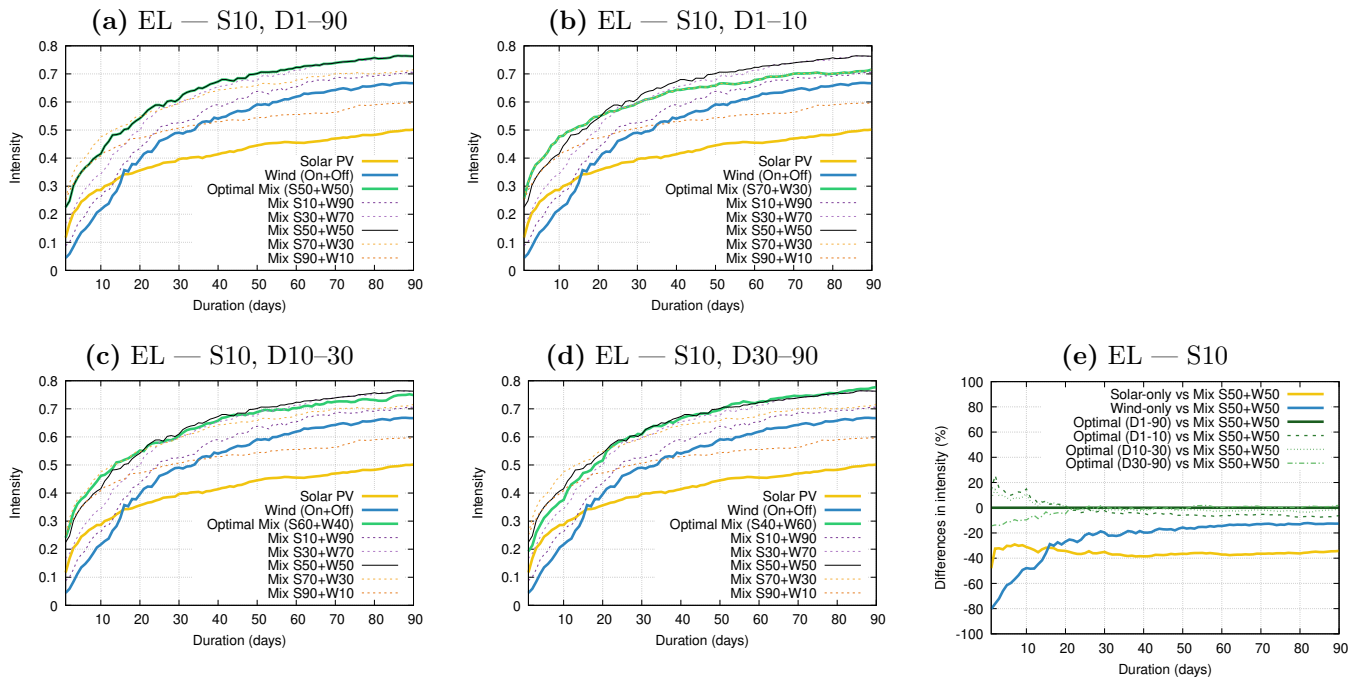 (a) EL — S10, D1–90
0.8
0.7
0.6
0.5
0.4
0.3
0.2
0.1
0
Intensity
Solar PV
Wind (On+Off)
Optimal Mix (S50+W50)
Mix S10+W90
Mix S30+W70
Mix S50+W50
Mix S70+W30
Mix S90+W10
10 20 30 40 50 60 70 80 90
Duration (days)
(b) EL — S10, D1–10
0.8
0.7
0.6
0.5
0.4
0.3
0.2
0.1
0
Intensity
Solar PV
Wind (On+Off)
Optimal Mix (S70+W30)
Mix S10+W90
Mix S30+W70
Mix S50+W50
Mix S70+W30
Mix S90+W10
10 20 30 40 50 60 70 80 90
Duration (days)
(c) EL — S10, D10–30
0.8
0.7
0.6
0.5
0.4
0.3
0.2
0.1
0
Intensity
Solar PV
Wind (On+Off)
Optimal Mix (S60+W40)
Mix S10+W90
Mix S30+W70
Mix S50+W50
Mix S70+W30
Mix S90+W10
10 20 30 40 50 60 70 80 90
Duration (days)
(d) EL — S10, D30–90
0.8
0.7
0.6
0.5
0.4
0.3
0.2
0.1
0
Intensity
Solar PV
Wind (On+Off)
Optimal Mix (S40+W60)
Mix S10+W90
Mix S30+W70
Mix S50+W50
Mix S70+W30
Mix S90+W10
10 20 30 40 50 60 70 80 90
Duration (days)
(e) EL — S10
100
80
60
40
20
0
-20
-40
-60
-80
-100
Differences in intensity (%)
Solar-only vs Mix S50+W50
Wind-only vs Mix S50+W50
Optimal (D1-90) vs Mix S50+W50
Optimal (D1-10) vs Mix S50+W50
Optimal (D10-30) vs Mix S50+W50
Optimal (D30-90) vs Mix S50+W50
10 20 30 40 50 60 70 80 90
Duration (days)